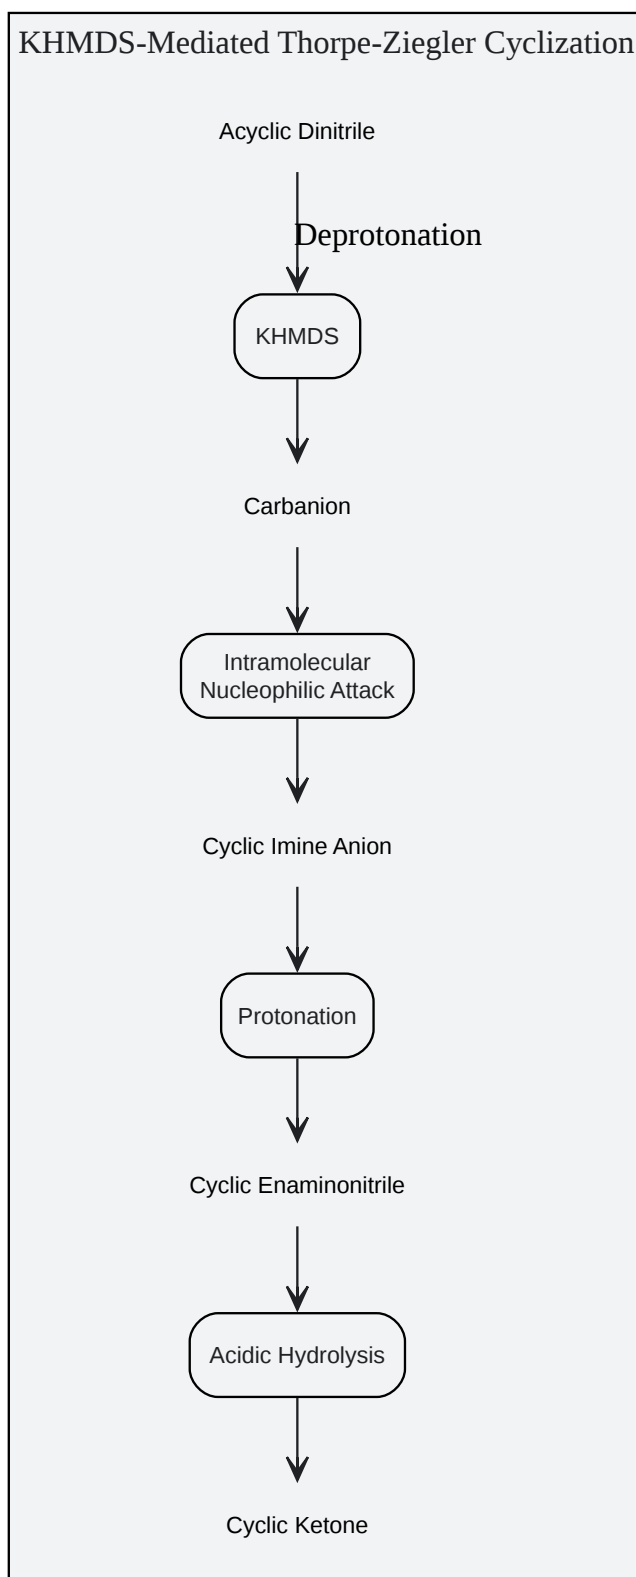 KHMDS-Mediated Thorpe-Ziegler Cyclization
Acyclic Dinitrile
Deprotonation
KHMDS
Carbanion
Intramolecular
Nucleophilic Attack
Cyclic Imine Anion
Protonation
Cyclic Enaminonitrile
Acidic Hydrolysis
Cyclic Ketone